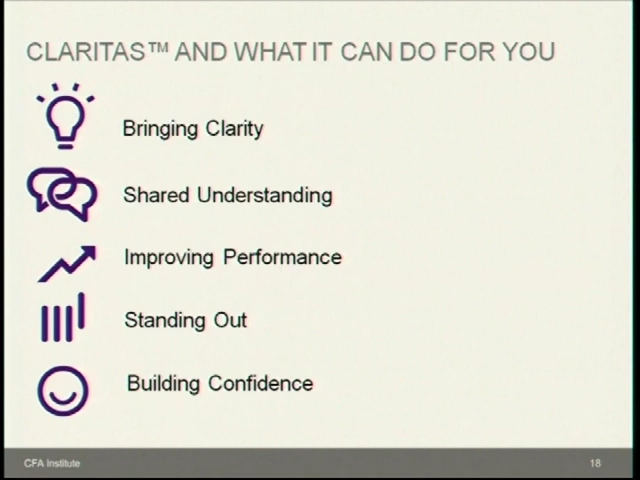 CLARITAS™ AND WHAT IT CAN DO FOR YOU
Bringing Clarity
Shared Understanding
Improving Performance
Standing Out
Building Confidence
CFA Institute
18